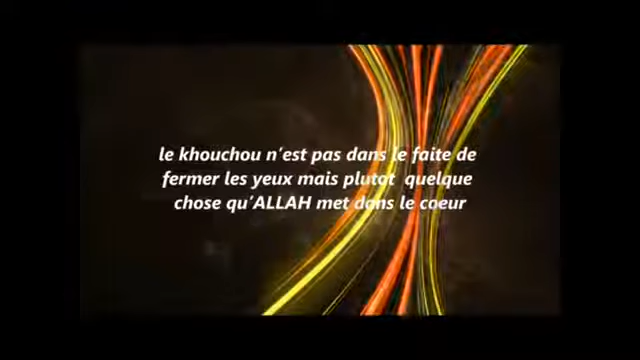 le khouchou n'est pas dans le faite de
fermer les yeux mais plutot quelque
chose qu'ALLAH met dans le coeur